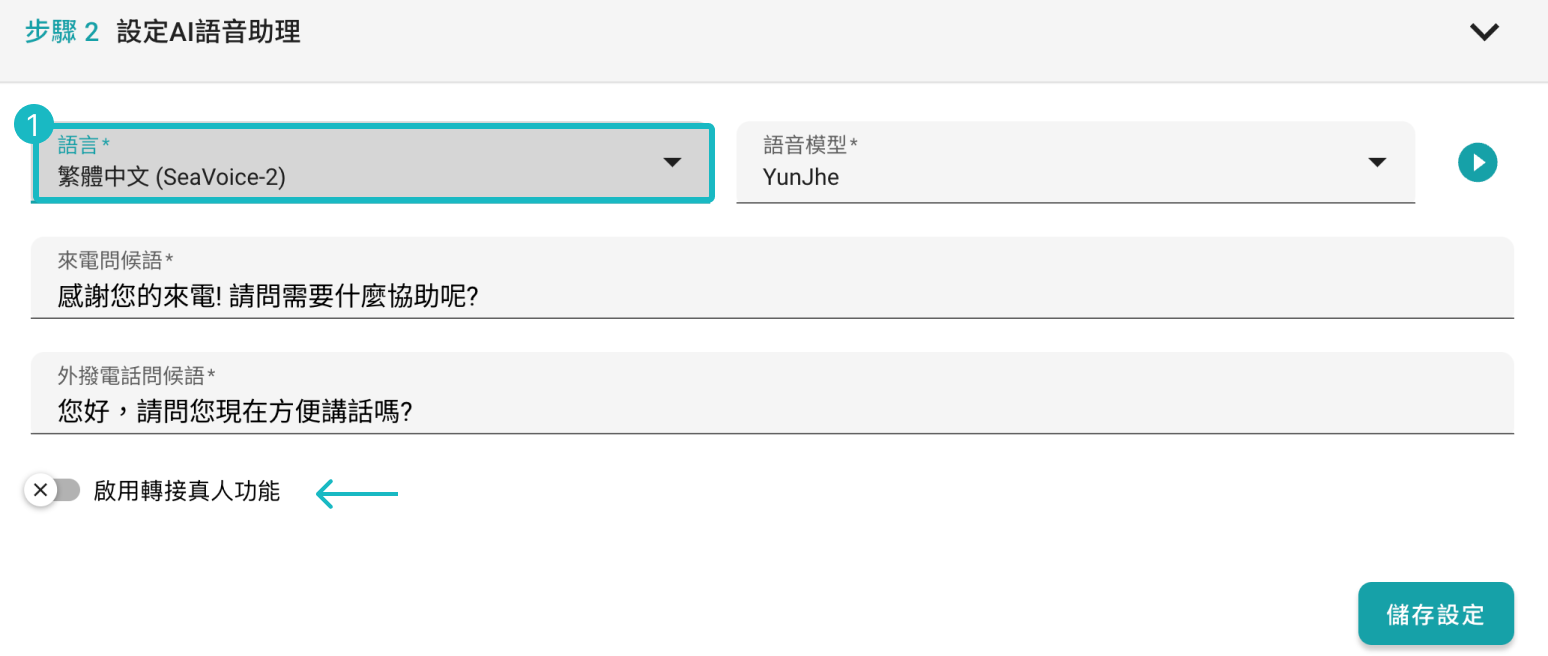 步驟 2 設定AI語音助理
1
語言*
繁體中文 (SeaVoice-2)
語音模型*
YunJhe
來電問候語*
感謝您的來電! 請問需要什麼協助呢?
外撥電話問候語*
您好，請問您現在方便講話嗎?
啟用轉接真人功能
儲存設定